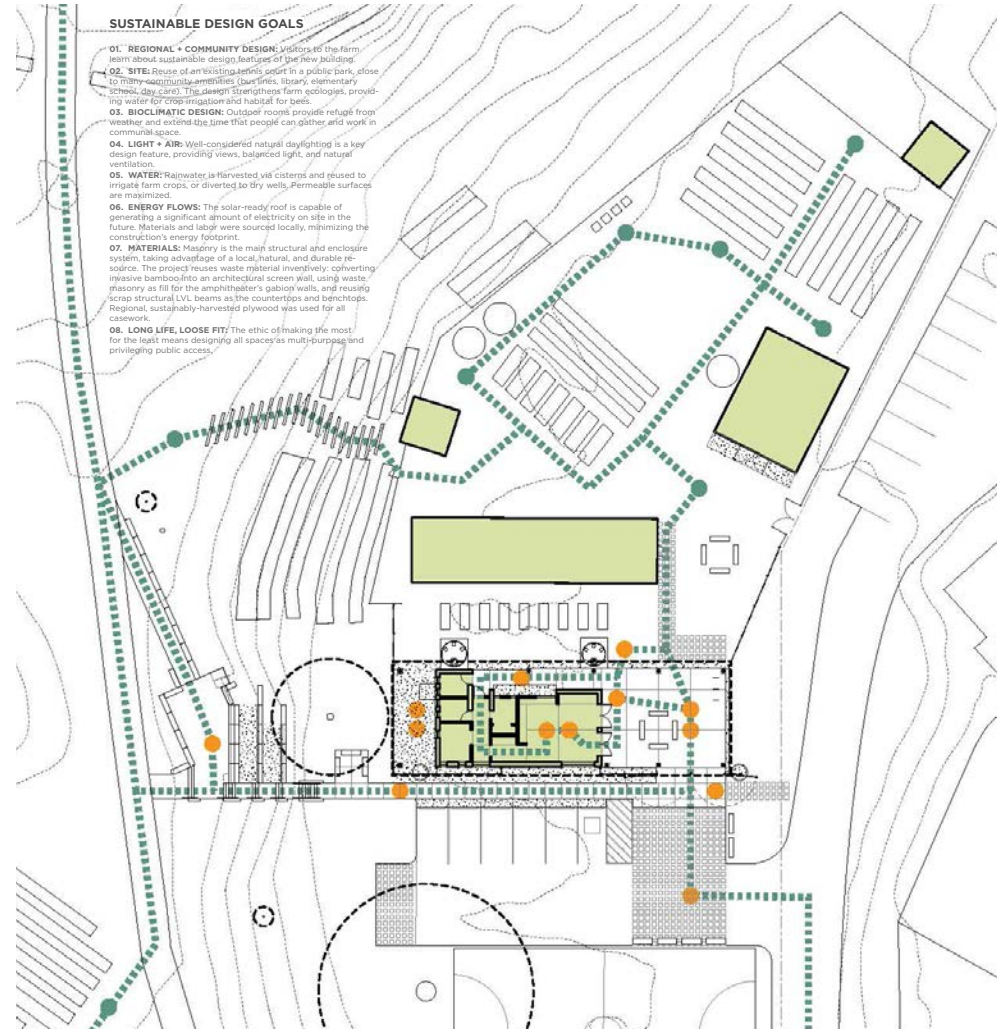 SUSTAINABLE DESIGN GOALS
01. REGIONAL + COMMUNITY DESIGN: Visitors to the farm
learn about sustainable design features of the new building.
02. SITE: Reuse of an existing tennis court in a public park, close
to many community amenities (bus lines, library, elementary
school, day care). The design strengthens farm ecologies, provid-
ing water for crop irrigation and habitat for bees.
03. BIOCLIMATIC DESIGN: Outdoor rooms provide refuge from
weather and extend the time that people can gather and work in
communal space.
04. LIGHT + AIR: Well-considered natural daylighting is a key
design feature, providing views, balanced light, and natural
ventilation.
05. WATER: Rainwater is harvested via cisterns and reused to
irrigate farm crops, or diverted to dry wells. Permeable surfaces
are maximized.
06. ENERGY FLOWS: The solar-ready roof is capable of
generating a significant amount of electricity on site in the
future. Materials and labor were sourced locally, minimizing the
construction's energy footprint.
07. MATERIALS: Masonry is the main structural and enclosure
system, taking advantage of a local, natural, and durable re-
source. The project reuses waste material inventively: converting
invasive bamboo into an architectural screen wall, using waste
masonry as fill for the amphitheater's gabion walls, and reusing
scrap structural LVL beams as the countertops and benchtops.
Regional, sustainably-harvested plywood was used for all
casework.
08. LONG LIFE, LOOSE FIT: The ethic of making the most
for the least means designing all spaces as multi-purpose and
privileging public access.